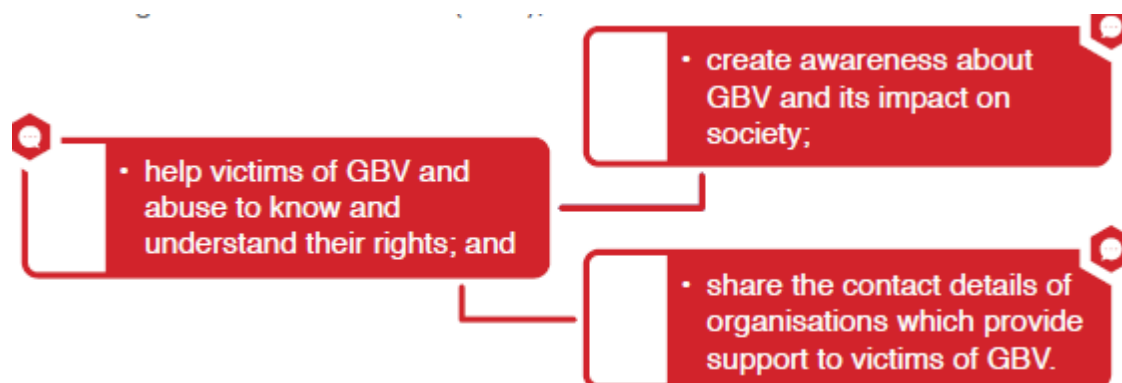 • create awareness about
GBV and its impact on
society;
• help victims of GBV and
abuse to know and
understand their rights; and
• share the contact details of
organisations which provide
support to victims of GBV.